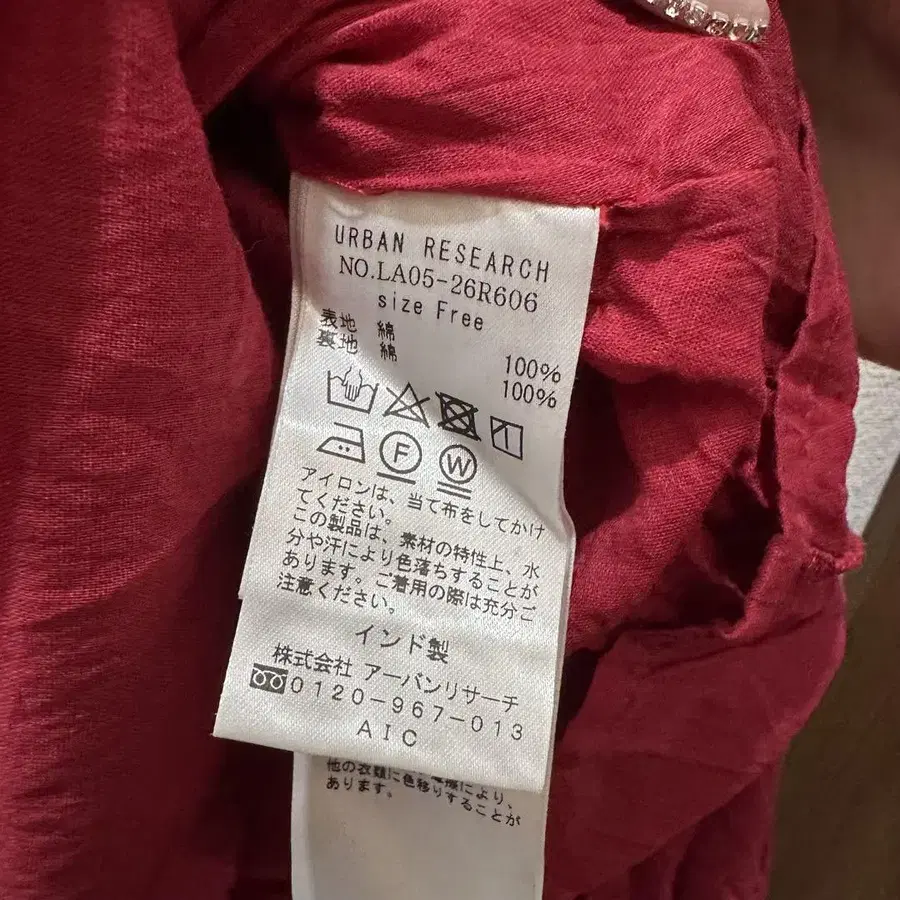 URBAN RESEARCH
NO.LA05-26R606
size Free
表地 綿 100%
裏地 綿 100%
F W
アイロンは、当て布をしてかけ
てください。
この製品は、素材の特性上、水
分や汗により色落ちすることが
あります。ご着用の際は充分ご
注意ください。
インド製
株式会社 アーバンリサーチ
0120-967-013
AIC
により、
他の衣類に色移りすることが
あります。